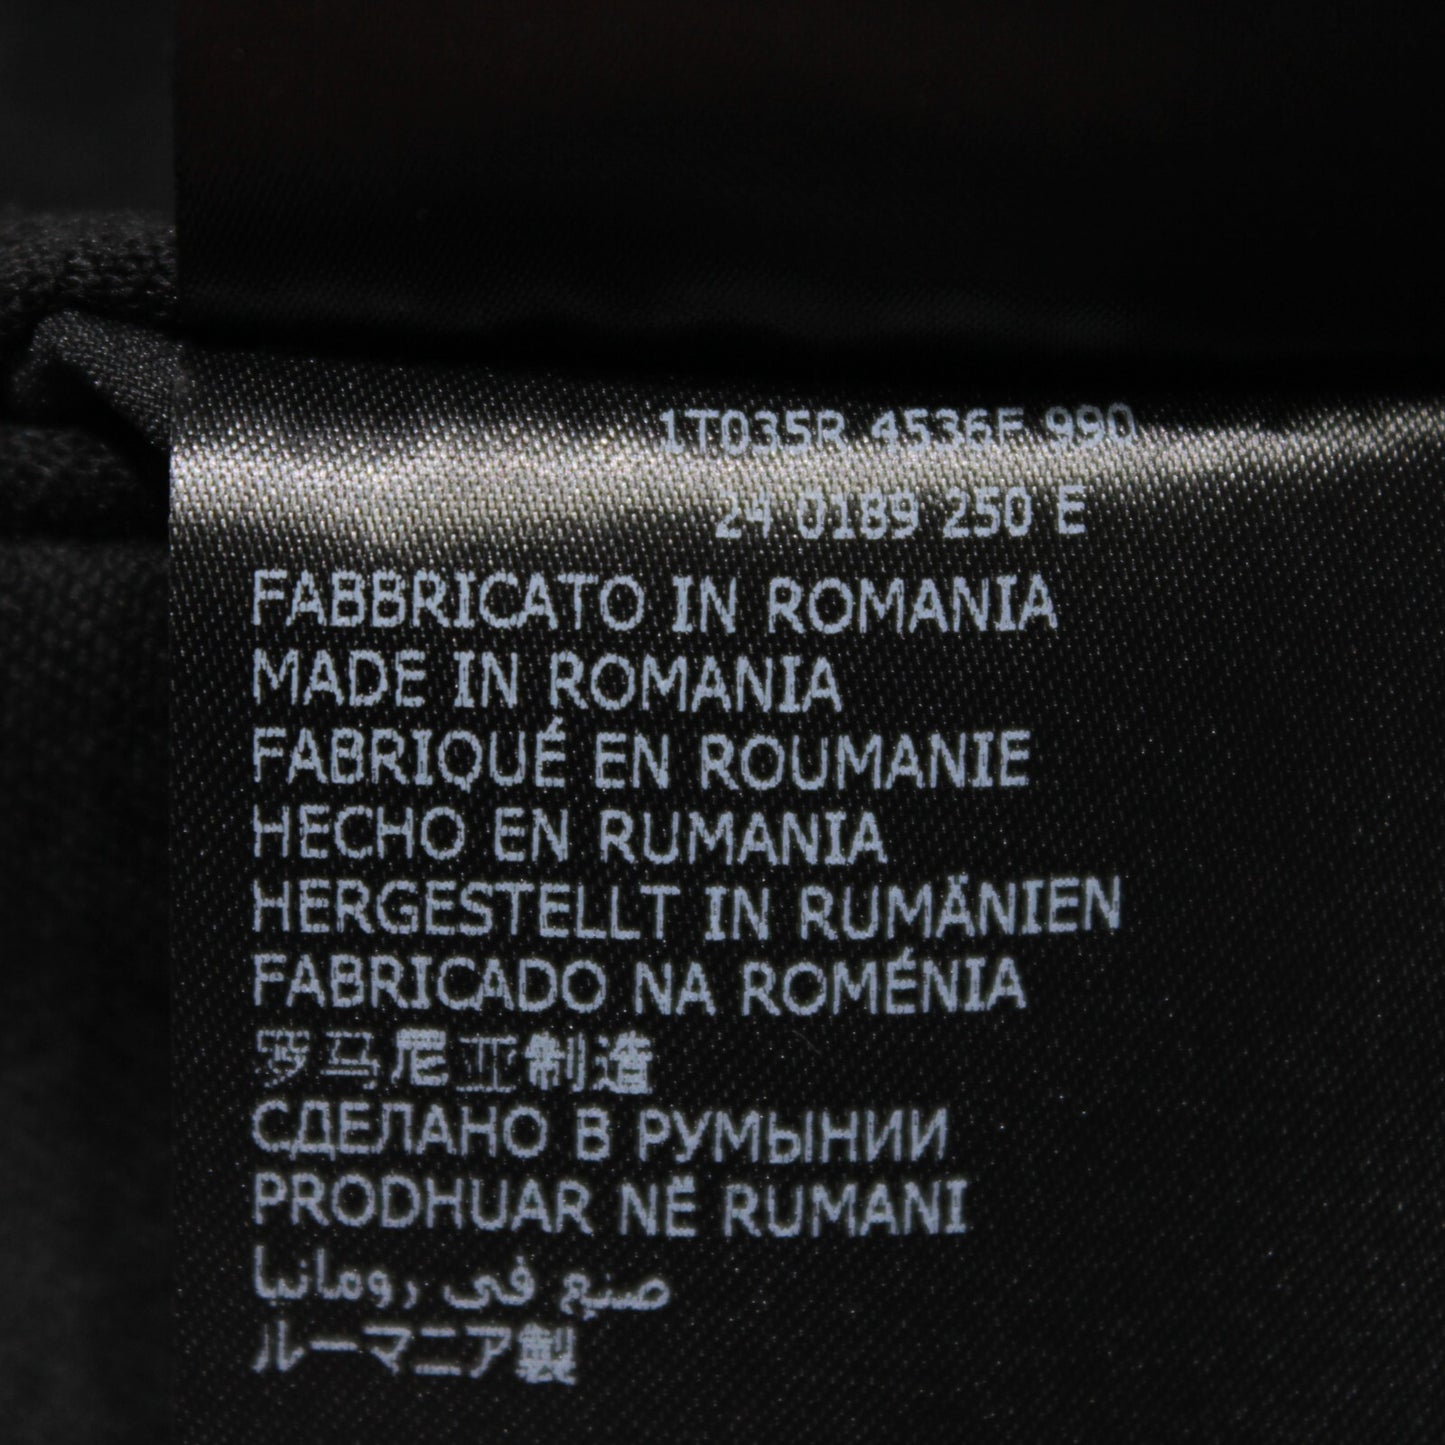 1T035R 4536F 990
24 0189 250 E
FABBRICATO IN ROMANIA
MADE IN ROMANIA
FABRIQUÉ EN ROUMANIE
HECHO EN RUMANIA
HERGESTELLT IN RUMÄNIEN
FABRICADO NA ROMÉNIA
罗马尼亚制造
СДЕЛАНО В РУМЫНИИ
PRODHUAR NË RUMANI
صنيع في رومانيا
ルーマニア製